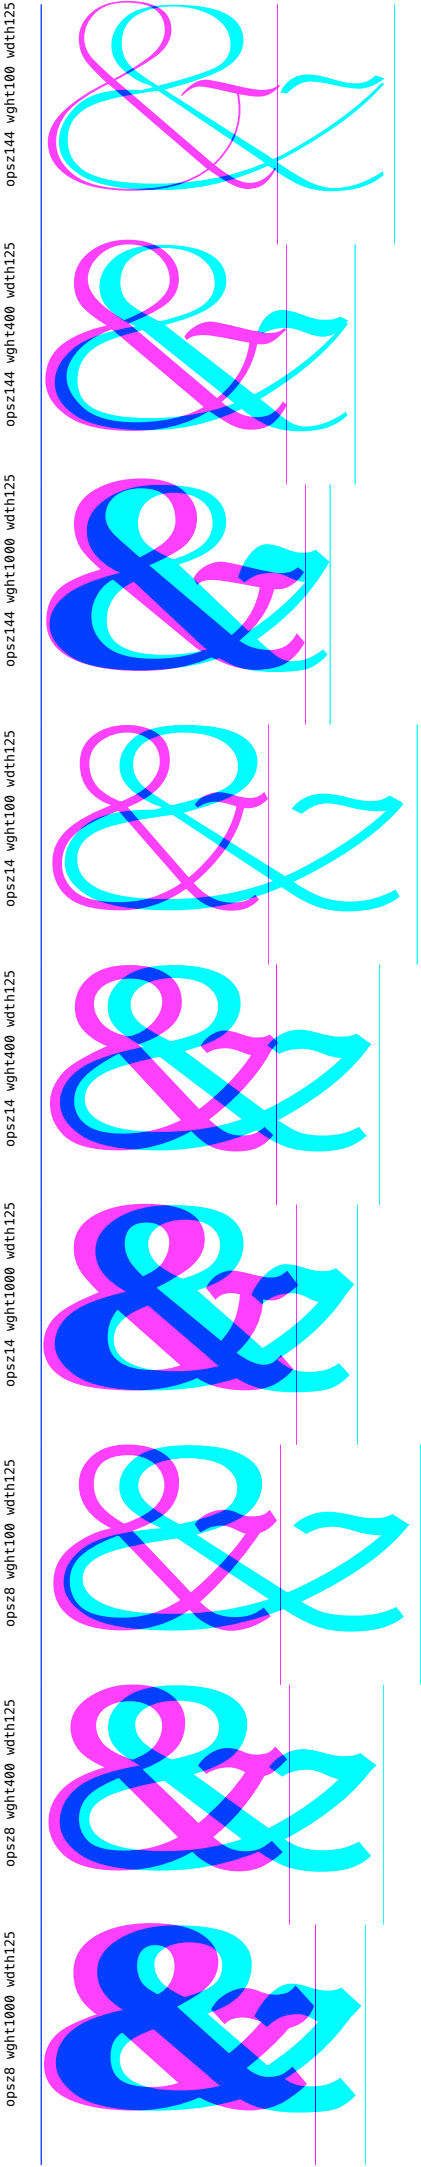 opsz144 wght100 wdth125
&
opsz144 wght400 wdth125
&
opsz144 wght1000 wdth125
&
opsz14 wght100 wdth125
&
opsz14 wght400 wdth125
&
opsz14 wght1000 wdth125
&
opsz8 wght100 wdth125
&
opsz8 wght400 wdth125
&
opsz8 wght1000 wdth125
&